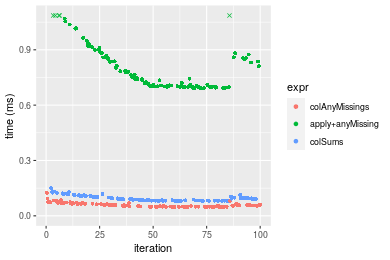 0.9
0.6
0.3
0.0
time (ms)
0
25
50
75
100
iteration
expr
colAnyMissings
apply+anyMissing
colSums